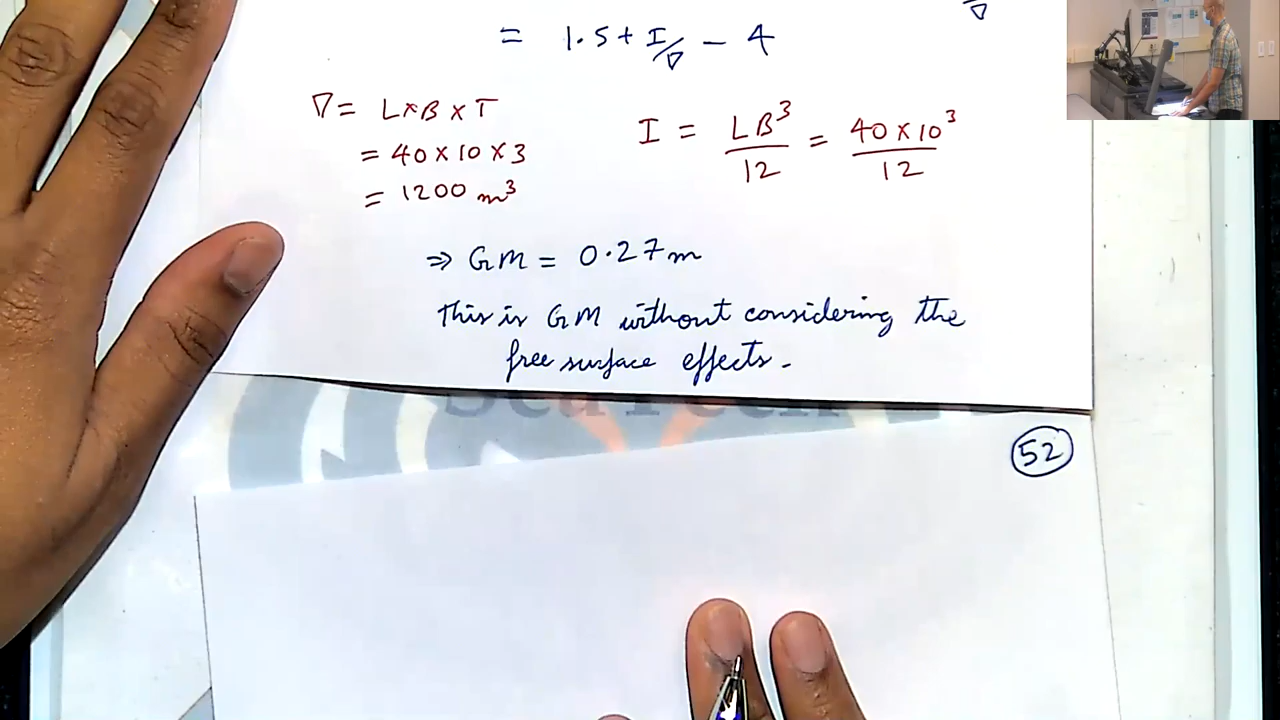 ∇
= 1.5 + I/∇ - 4
∇ = L×B×T
= 40×10×3
= 1200 m³
I = LB³/12 = 40×10³/12
⇒ GM = 0.27m
This is GM without considering the
free surface effects.
52